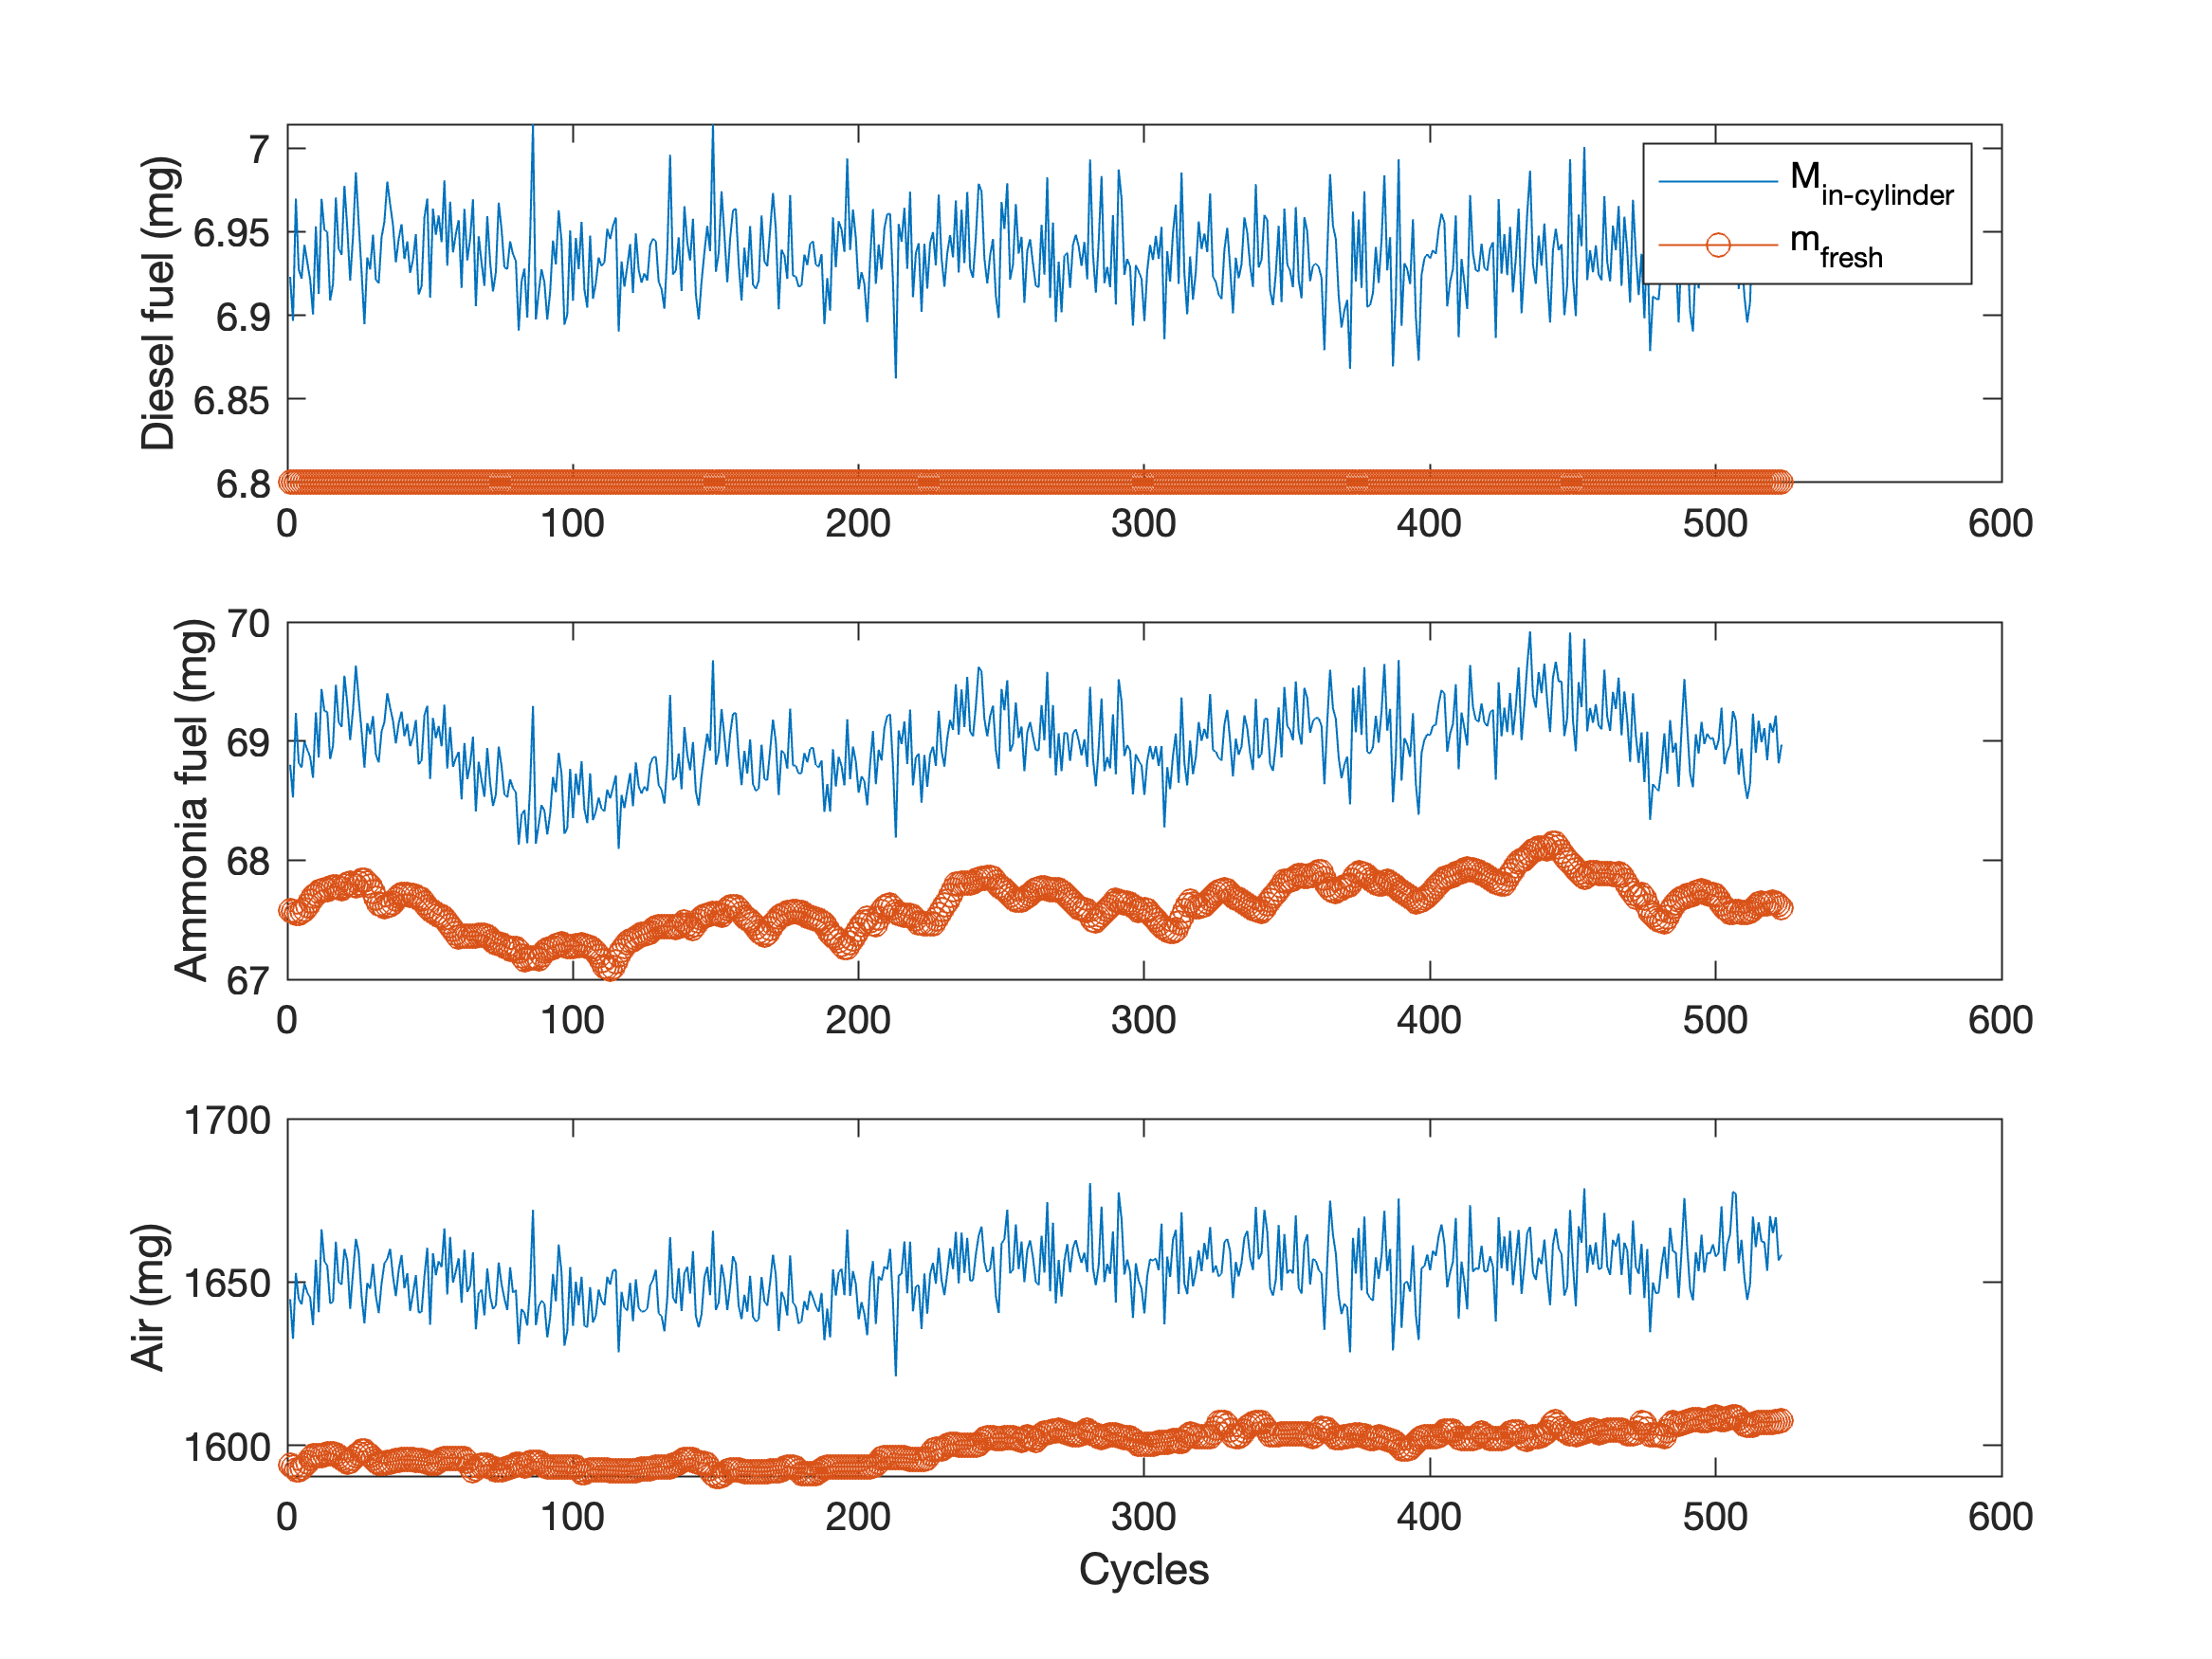 Diesel fuel (mg)
7
6.95
6.9
6.85
6.8
0 100 200 300 400 500 600
M in-cylinder
m fresh
Ammonia fuel (mg)
70
69
68
67
0 100 200 300 400 500 600
Air (mg)
1700
1650
1600
0 100 200 300 400 500 600
Cycles